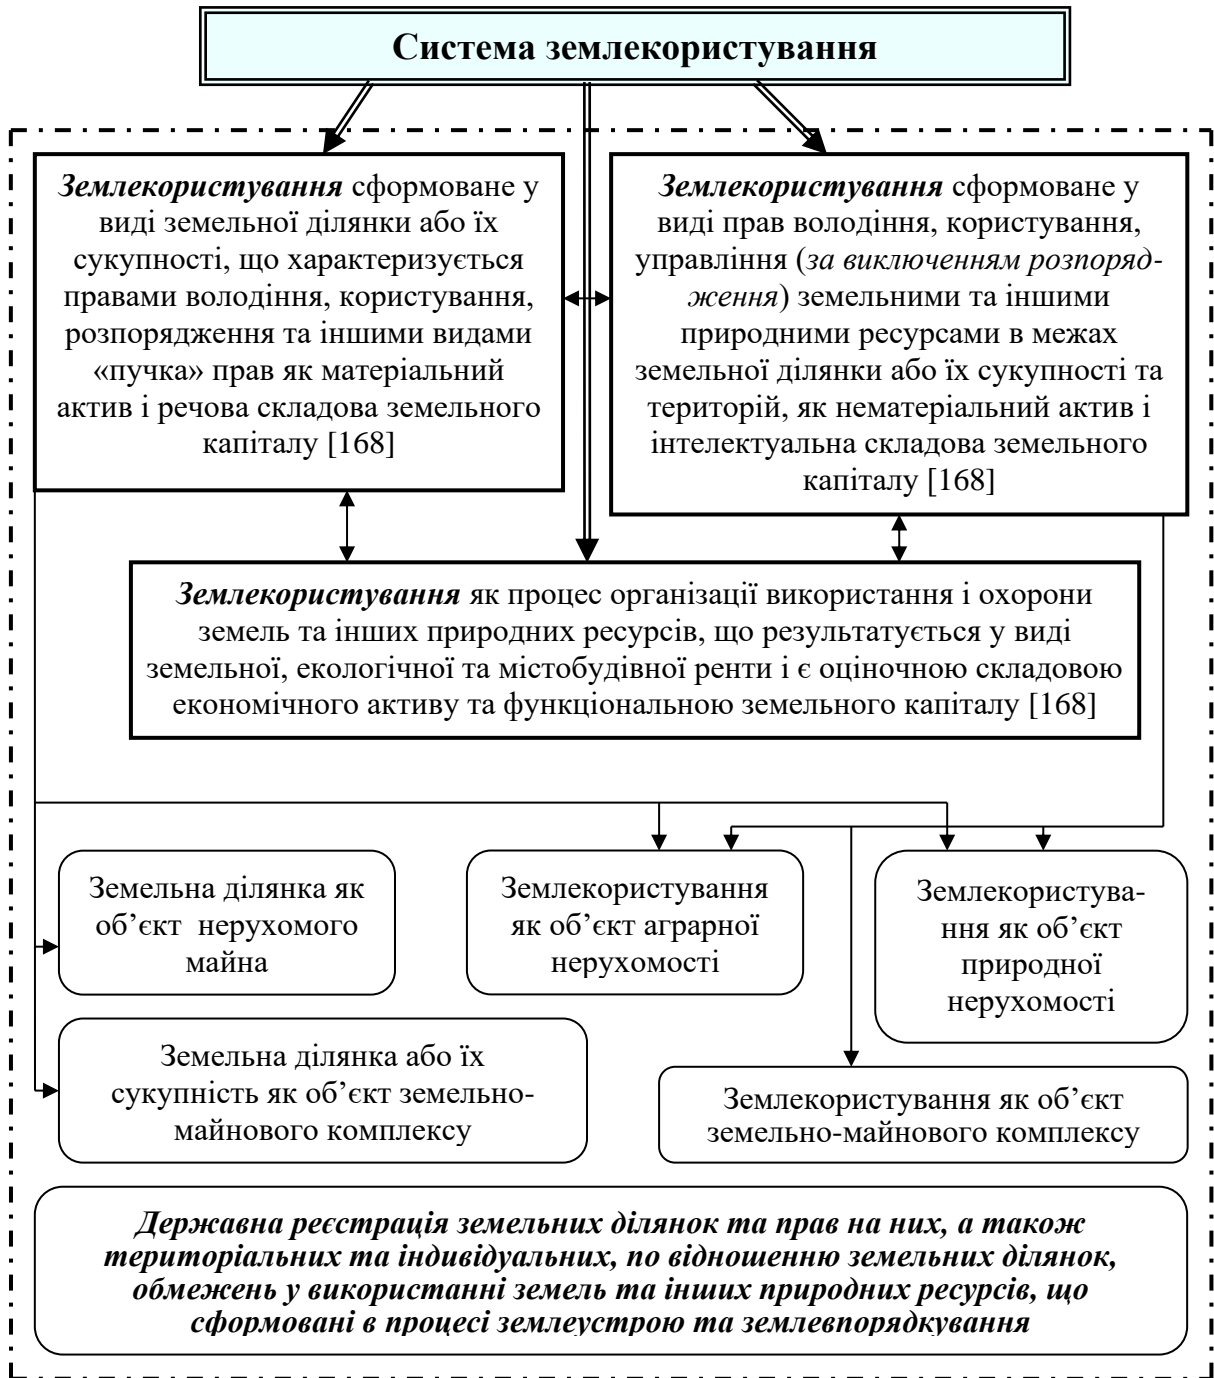 Система землекористування
Землекористування сформоване у
виді земельної ділянки або їх
сукупності, що характеризується
правами володіння, користування,
розпорядження та іншими видами
«пучка» прав як матеріальний
актив і речова складова земельного
капіталу [168]
Землекористування сформоване у
виді прав володіння, користування,
управління (за виключенням розпоряд-
ження) земельними та іншими
природними ресурсами в межах
земельної ділянки або їх сукупності та
територій, як нематеріальний актив і
інтелектуальна складова земельного
капіталу [168]
Землекористування як процес організації використання і охорони
земель та інших природних ресурсів, що результатується у виді
земельної, екологічної та містобудівної ренти і є оціночною складовою
економічного активу та функціональною земельного капіталу [168]
Земельна ділянка як
об’єкт нерухомого
майна
Землекористування
як об’єкт аграрної
нерухомості
Землекористува-
ння як об’єкт
природної
нерухомості
Земельна ділянка або їх
сукупність як об’єкт земельно-
майнового комплексу
Землекористування як об’єкт
земельно-майнового комплексу
Державна реєстрація земельних ділянок та прав на них, а також
територіальних та індивідуальних, по відношенню земельних ділянок,
обмежень у використанні земель та інших природних ресурсів, що
сформовані в процесі землеустрою та землевпорядкування